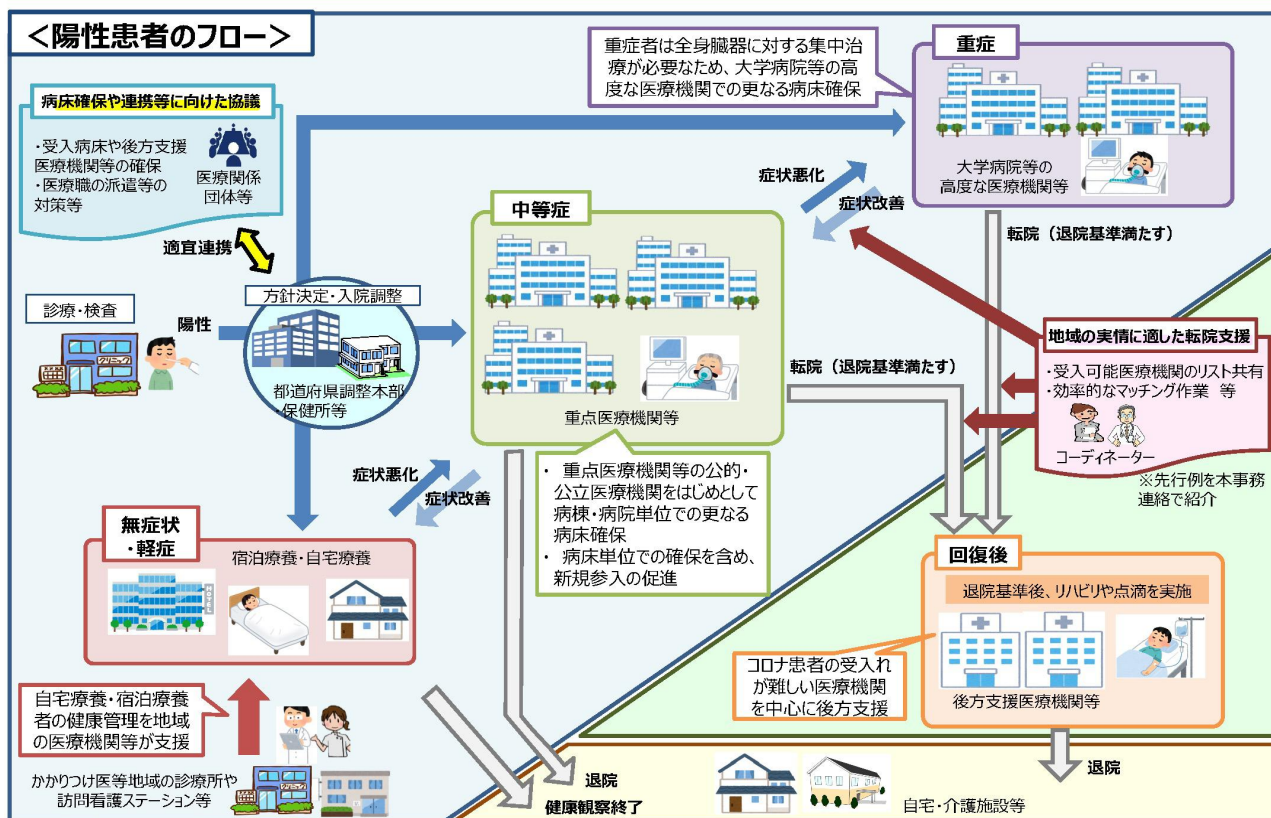 <陽性患者のフロー>
病床確保や連携等に向けた協議
・受入病床や後方支援
医療機関等の確保
・医療職の派遣等の
対策等
医療関係
団体等
適宜連携
診療・検査
クリニック
陽性
方針決定・入院調整
都道府県調整本部
・保健所等
重症者は全身臓器に対する集中治
療が必要なため、大学病院等の高
度な医療機関での更なる病床確保
重症
大学病院等の
高度な医療機関等
症状悪化
症状改善
転院（退院基準満たす）
中等症
重点医療機関等
転院（退院基準満たす）
地域の実情に適した転院支援
・受入可能医療機関のリスト共有
・効率的なマッチング作業 等
コーディネーター
※先行例を本事務
連絡で紹介
・ 重点医療機関等の公的・
公立医療機関をはじめとして
病棟・病院単位での更なる
病床確保
・ 病床単位での確保を含め、
新規参入の促進
症状悪化
症状改善
無症状
・軽症
宿泊療養・自宅療養
HOTEL
回復後
退院基準後、リハビリや点滴を実施
後方支援医療機関等
コロナ患者の受入れ
が難しい医療機関
を中心に後方支援
自宅療養・宿泊療養
者の健康管理を地域
の医療機関等が支援
かかりつけ医等地域の診療所や
訪問看護ステーション等
クリニック
退院
健康観察終了
退院
自宅・介護施設等